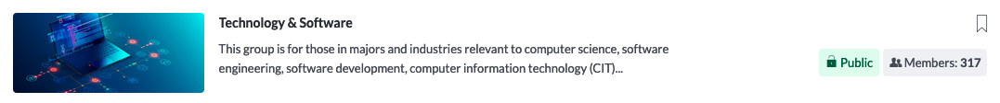 Technology & Software
This group is for those in majors and industries relevant to computer science, software
engineering, software development, computer information technology (CIT)...
Public
Members: 317